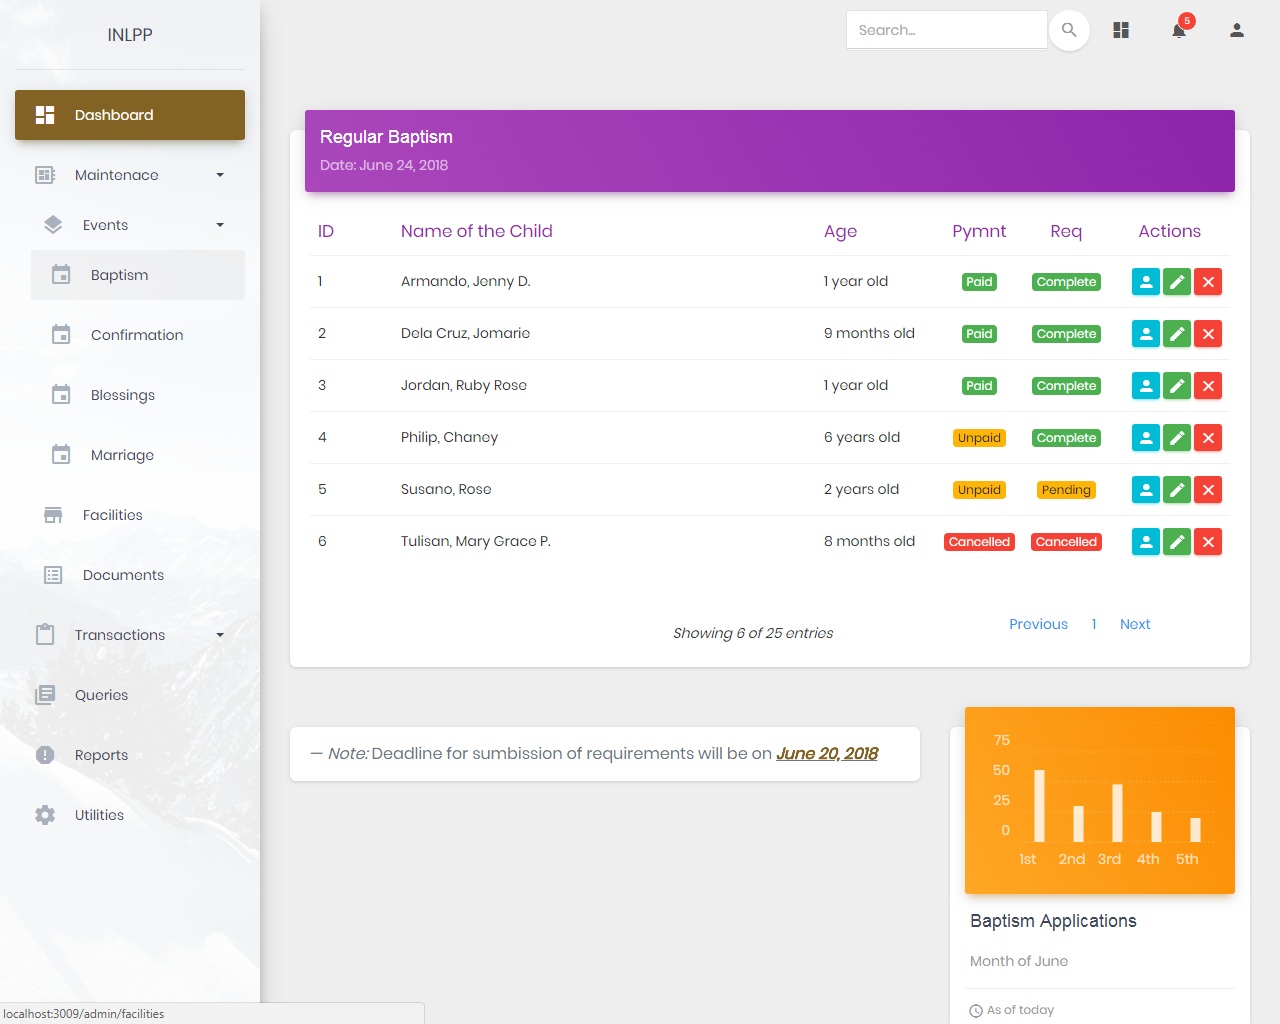 INLPP
Search...
5
Dashboard
Maintenace
Events
Baptism
Confirmation
Blessings
Marriage
Facilities
Documents
Transactions
Queries
Reports
Utilities
Regular Baptism
Date: June 24, 2018
ID Name of the Child Age Pymnt Req Actions
1 Armando, Jenny D. 1 year old Paid Complete
2 Dela Cruz, Jomarie 9 months old Paid Complete
3 Jordan, Ruby Rose 1 year old Paid Complete
4 Philip, Chaney 6 years old Unpaid Complete
5 Susano, Rose 2 years old Unpaid Pending
6 Tulisan, Mary Grace P. 8 months old Cancelled Cancelled
Showing 6 of 25 entries
Previous 1 Next
— Note: Deadline for sumbission of requirements will be on June 20, 2018
75
50
25
0
1st 2nd 3rd 4th 5th
Baptism Applications
Month of June
As of today
localhost:3009/admin/facilities